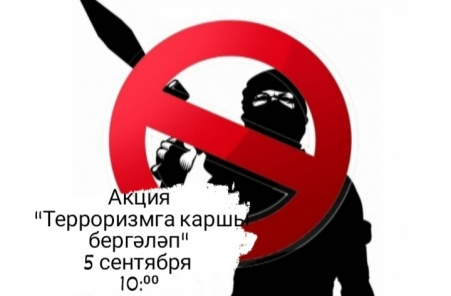 Акция
"Терроризмга каршы
бергәләп"
5 сентября
10:⁰⁰